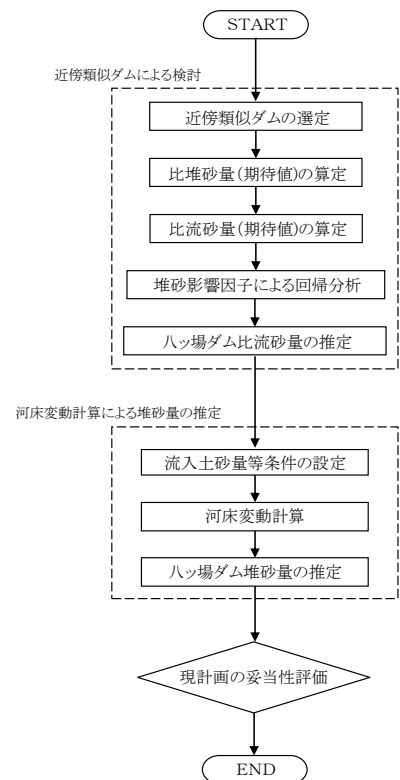 START
近傍類似ダムによる検討
近傍類似ダムの選定
比堆砂量(期待値)の算定
比流砂量(期待値)の算定
堆砂影響因子による回帰分析
八ッ場ダム比流砂量の推定
河床変動計算による堆砂量の推定
流入土砂量等条件の設定
河床変動計算
八ッ場ダム堆砂量の推定
現計画の妥当性評価
END